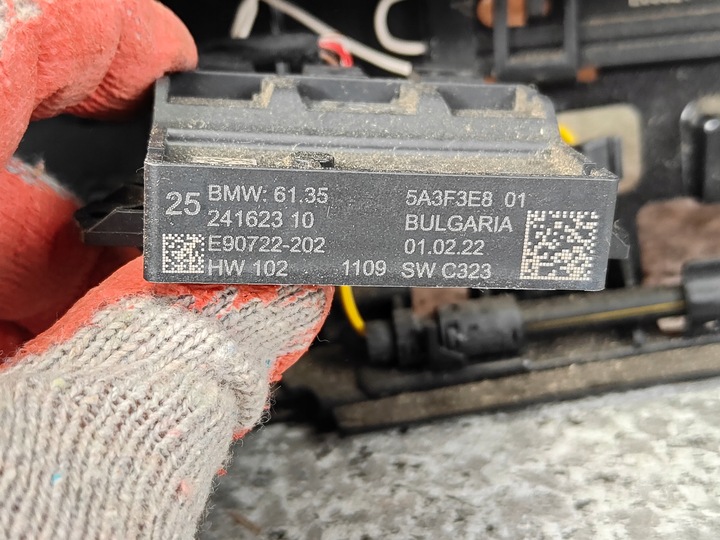 25 BMW: 61.35 5A3F3E8 01
241623 10 BULGARIA
E90722-202 01.02.22
HW 102 1109 SW C323